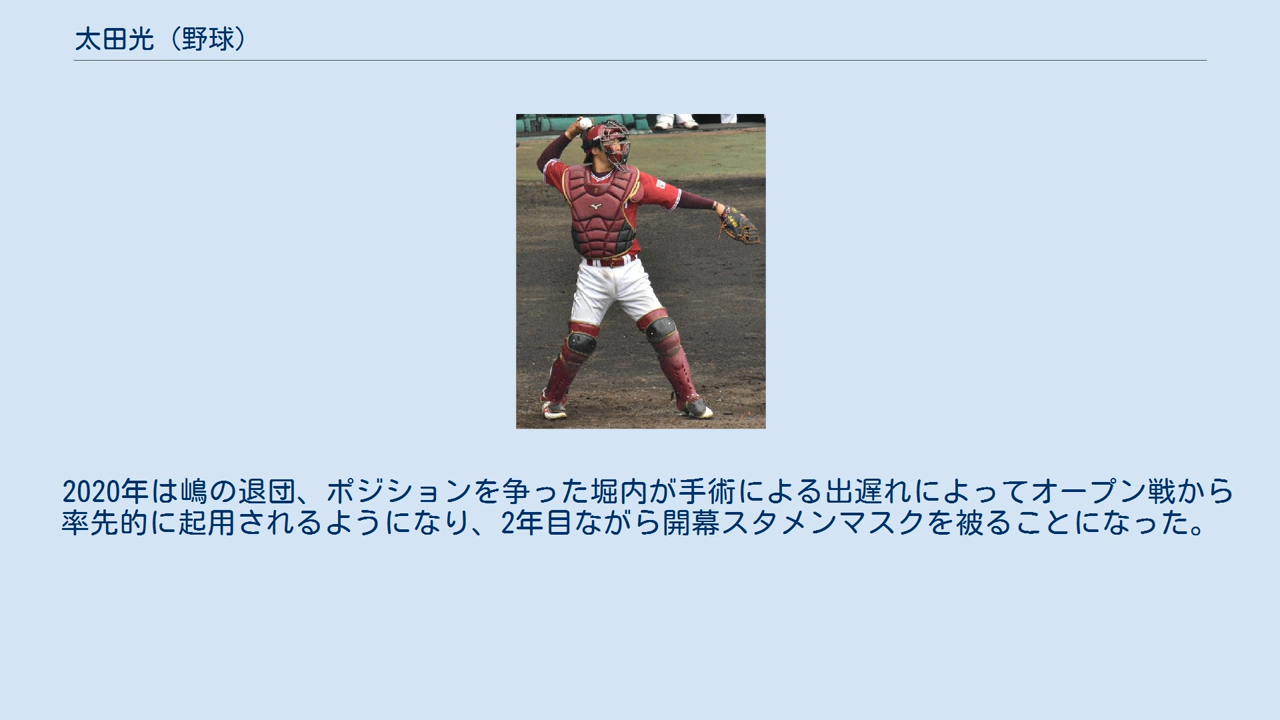 太田光（野球）
2020年は嶋の退団、ポジションを争った堀内が手術による出遅れによってオープン戦から
率先的に起用されるようになり、2年目ながら開幕スタメンマスクを被ることになった。